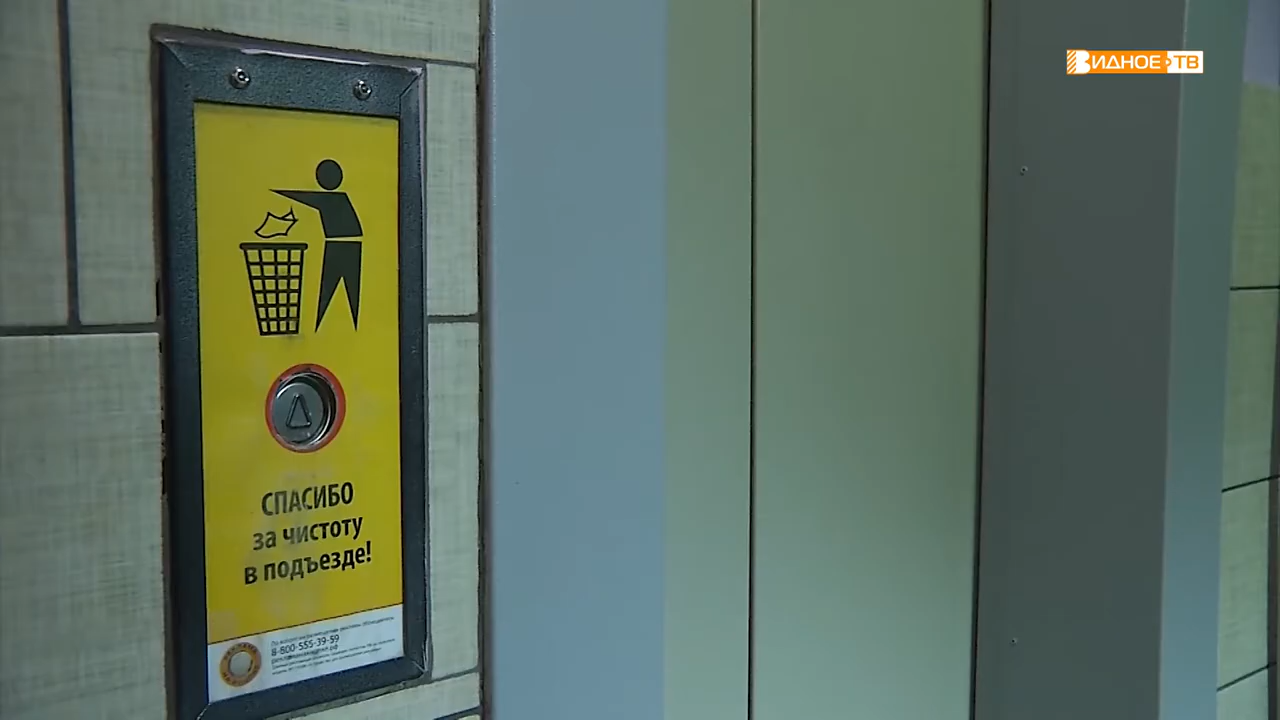 ВИДНОЕ ТВ
СПАСИБО
за чистоту
в подъезде!
8-800-555-39-59